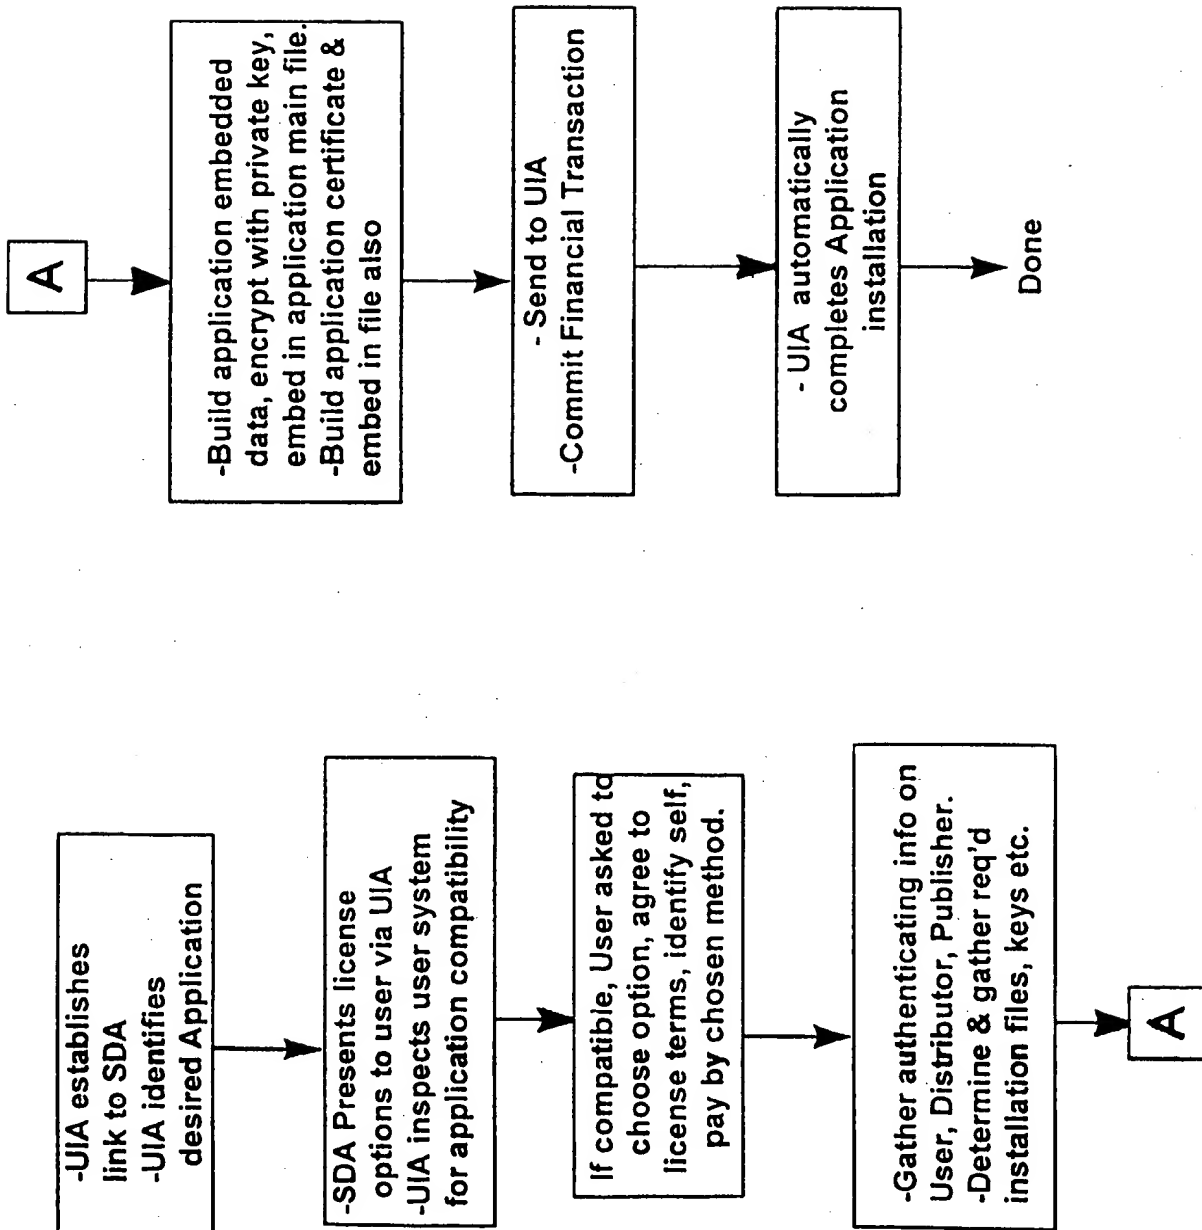 -UIA establishes
link to SDA
-UIA identifies
desired Application
-SDA Presents license
options to user via UIA
-UIA inspects user system
for application compatibility
If compatible, User asked to
choose option, agree to
license terms, identify self,
pay by chosen method.
-Gather authenticating info on
User, Distributor, Publisher.
-Determine & gather req'd
installation files, keys etc.
A
A
-Build application embedded
data, encrypt with private key,
embed in application main file.
-Build application certificate &
embed in file also
- Send to UIA
-Commit Financial Transaction
- UIA automatically
completes Application
installation
Done